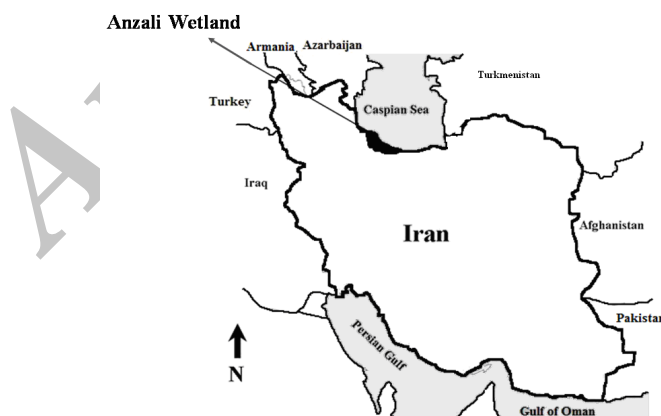 Anzali Wetland
Armania
Azarbaijan
Turkmenistan
Turkey
Caspian Sea
Iraq
Afghanistan
Iran
Pakistan
Persian Gulf
N
Gulf of Oman